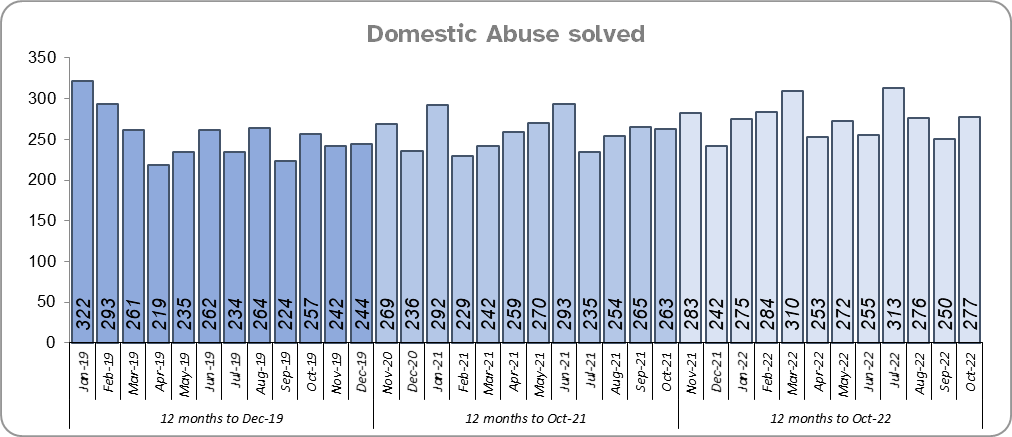 Domestic Abuse solved
350
300
250
200
150
100
50
0
322 293 261 219 235 262 234 264 224 257 242 244 269 236 292 229 242 259 270 293 235 254 265 263 283 242 275 284 310 253 272 255 313 276 250 277
Jan-19 Feb-19 Mar-19 Apr-19 May-19 Jun-19 Jul-19 Aug-19 Sep-19 Oct-19 Nov-19 Dec-19 Nov-20 Dec-20 Jan-21 Feb-21 Mar-21 Apr-21 May-21 Jun-21 Jul-21 Aug-21 Sep-21 Oct-21 Nov-21 Dec-21 Jan-22 Feb-22 Mar-22 Apr-22 May-22 Jun-22 Jul-22 Aug-22 Sep-22 Oct-22
12 months to Dec-19 12 months to Oct-21 12 months to Oct-22